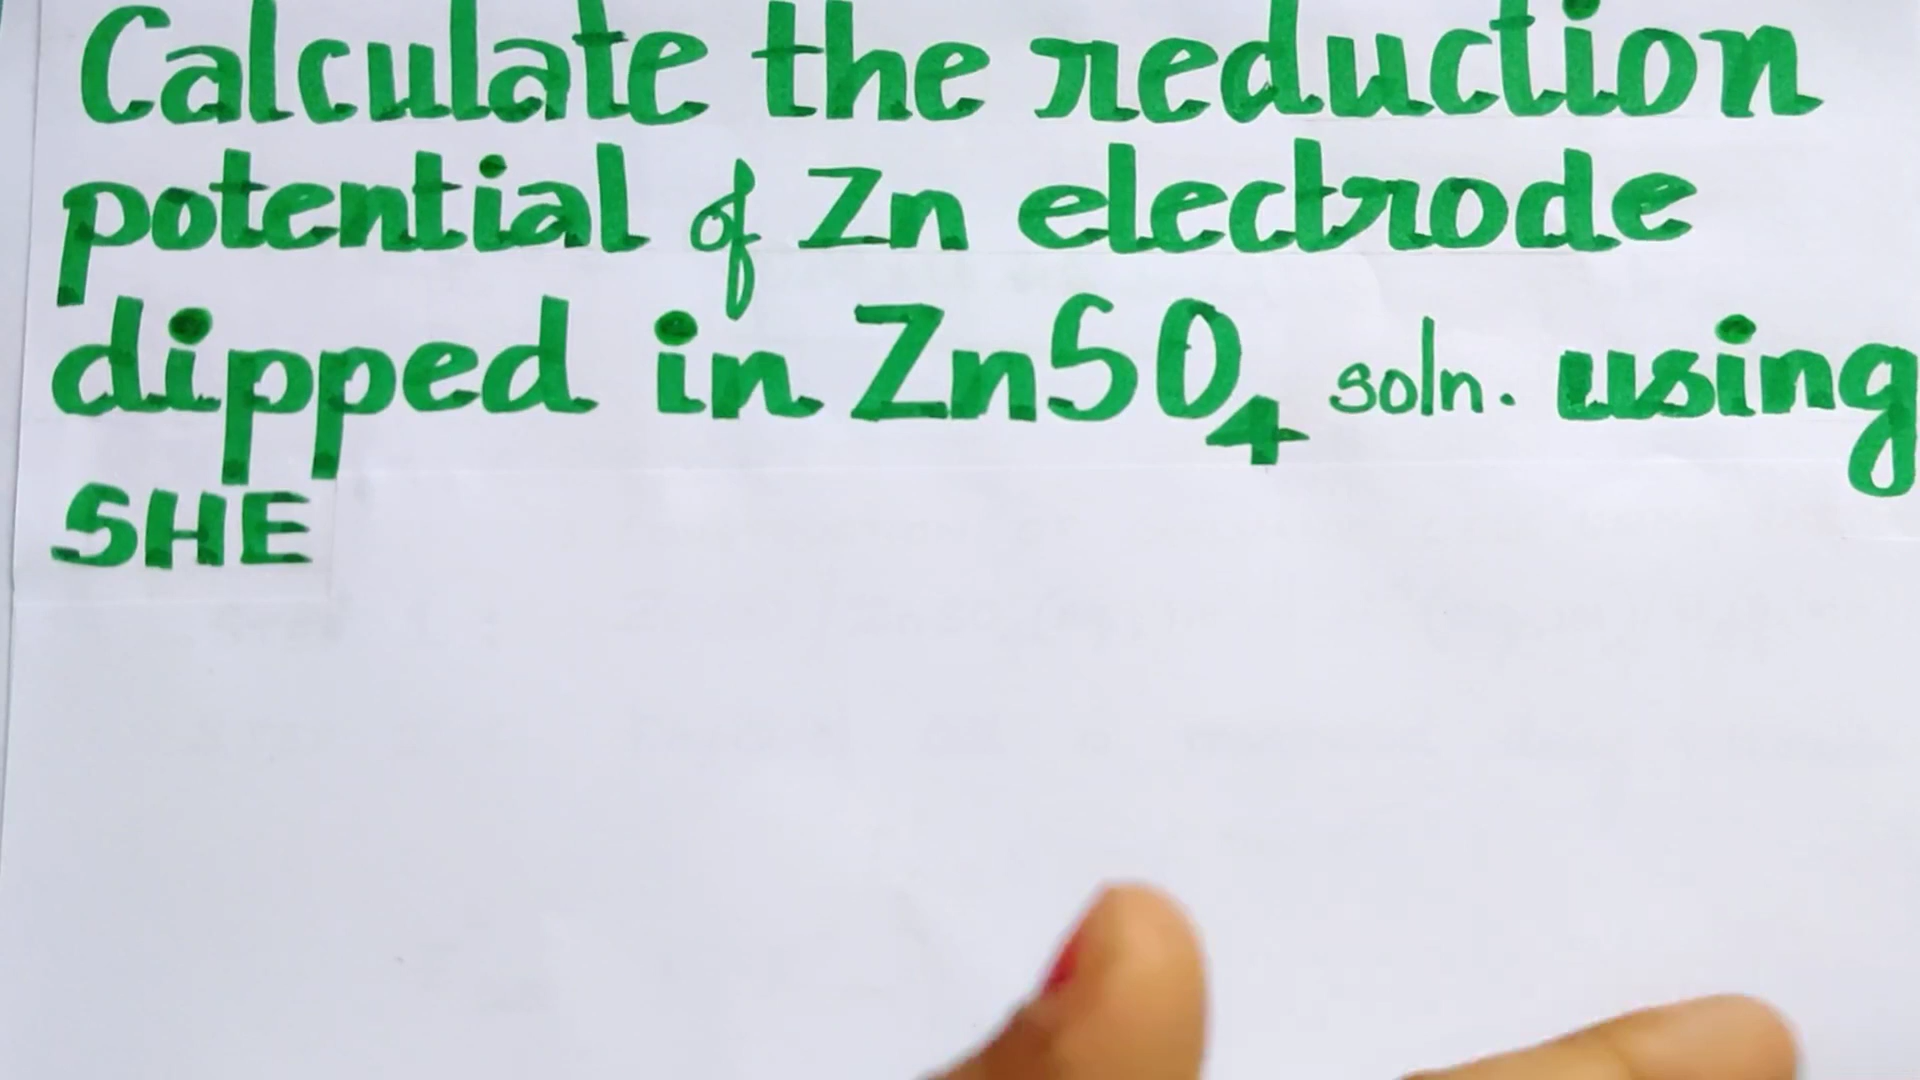 Calculate the reduction
potential of Zn electrode
dipped in ZnSO₄ soln. using
SHE